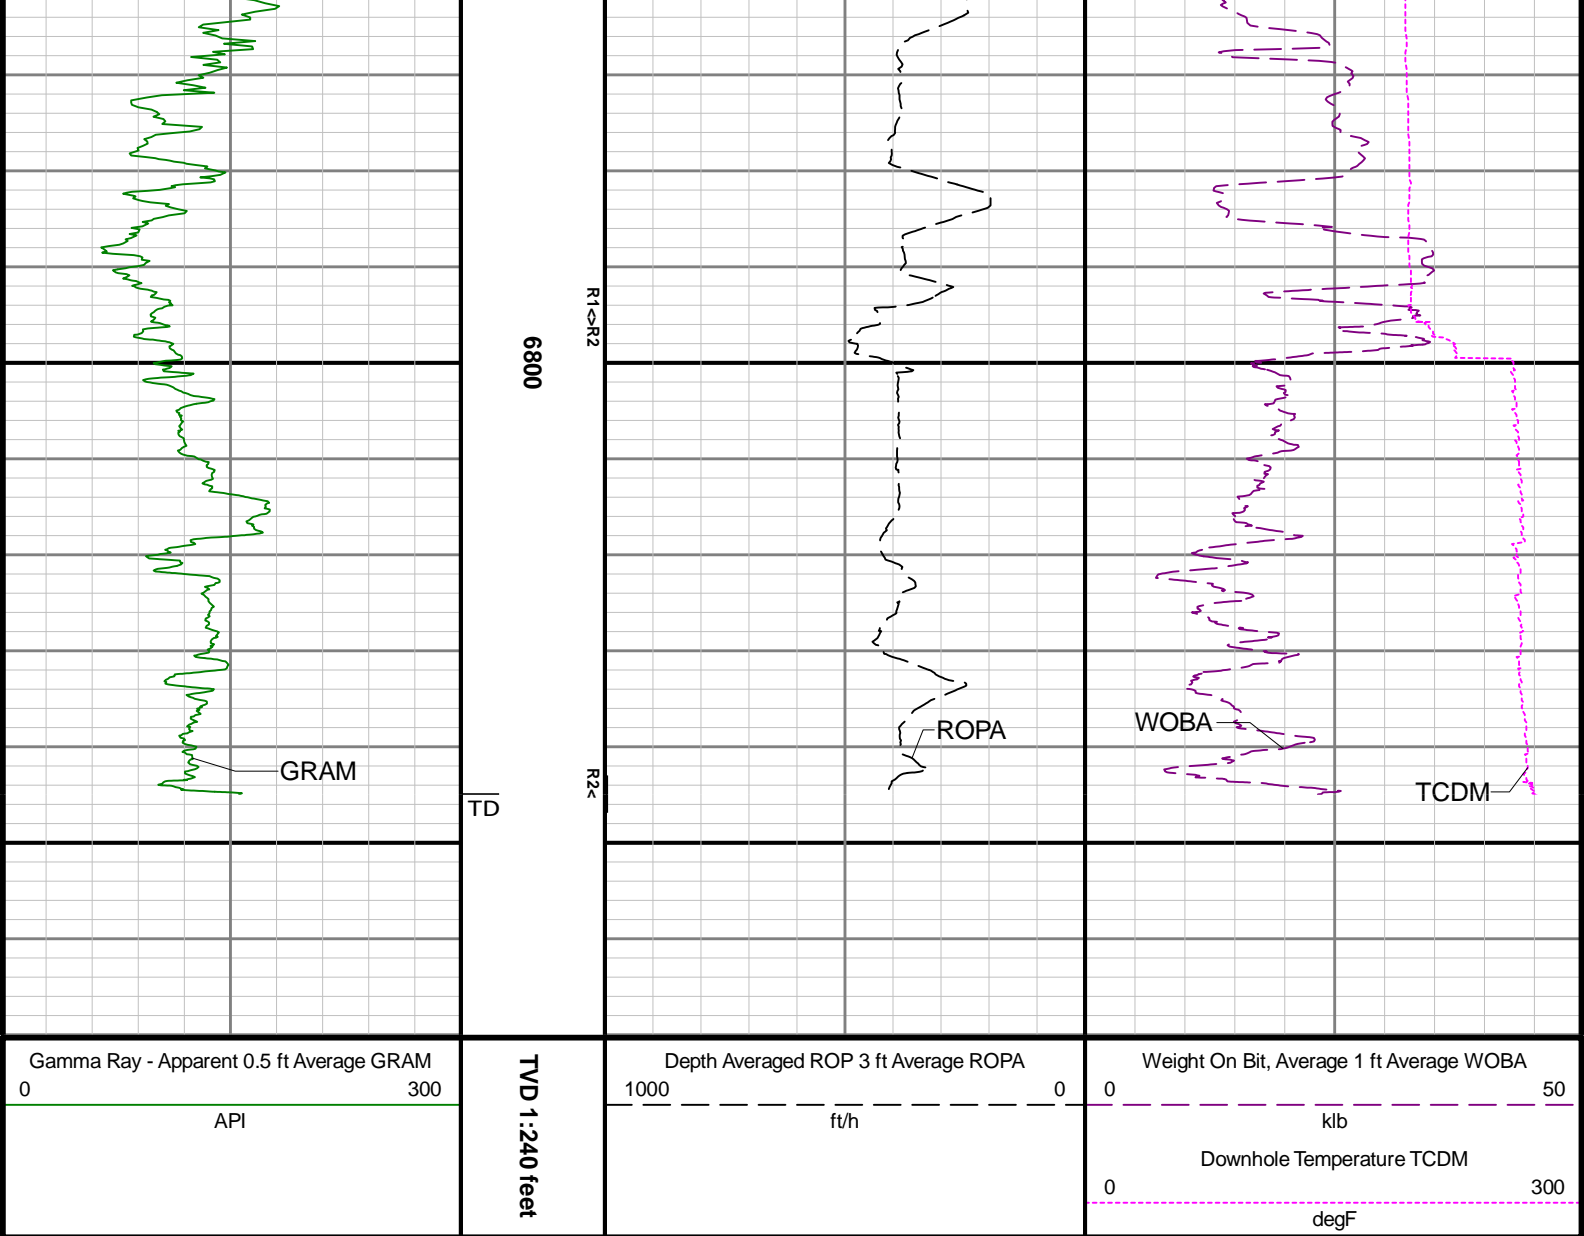 R1<>R2
6800
ROPA
WOBA
GRAM
R2<
TCDM
TD
Gamma Ray - Apparent 0.5 ft Average GRAM
0 300
API
TVD 1:240 feet
Depth Averaged ROP 3 ft Average ROPA
1000 0
ft/h
Weight On Bit, Average 1 ft Average WOBA
0 50
klb
Downhole Temperature TCDM
0 300
degF